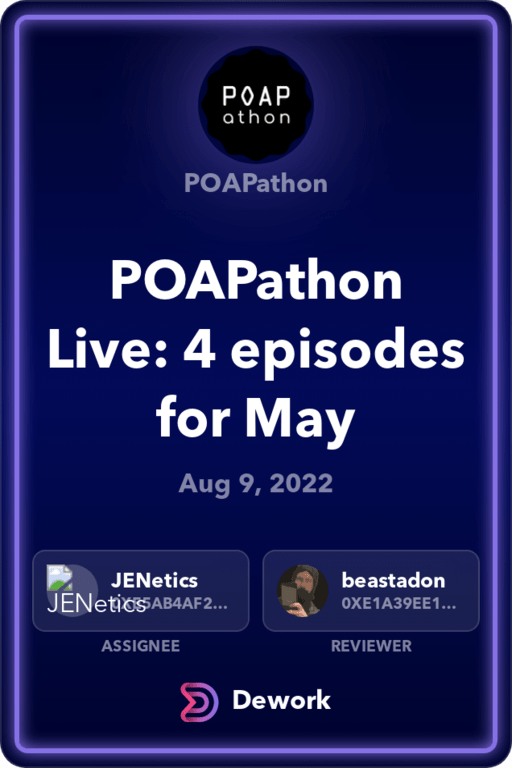 POAP
athon
POAPathon
POAPathon
Live: 4 episodes
for May
Aug 9, 2022
JENetics
JENetics
beastadon
0XE1A39EE1...
ASSIGNEE
REVIEWER
Dework